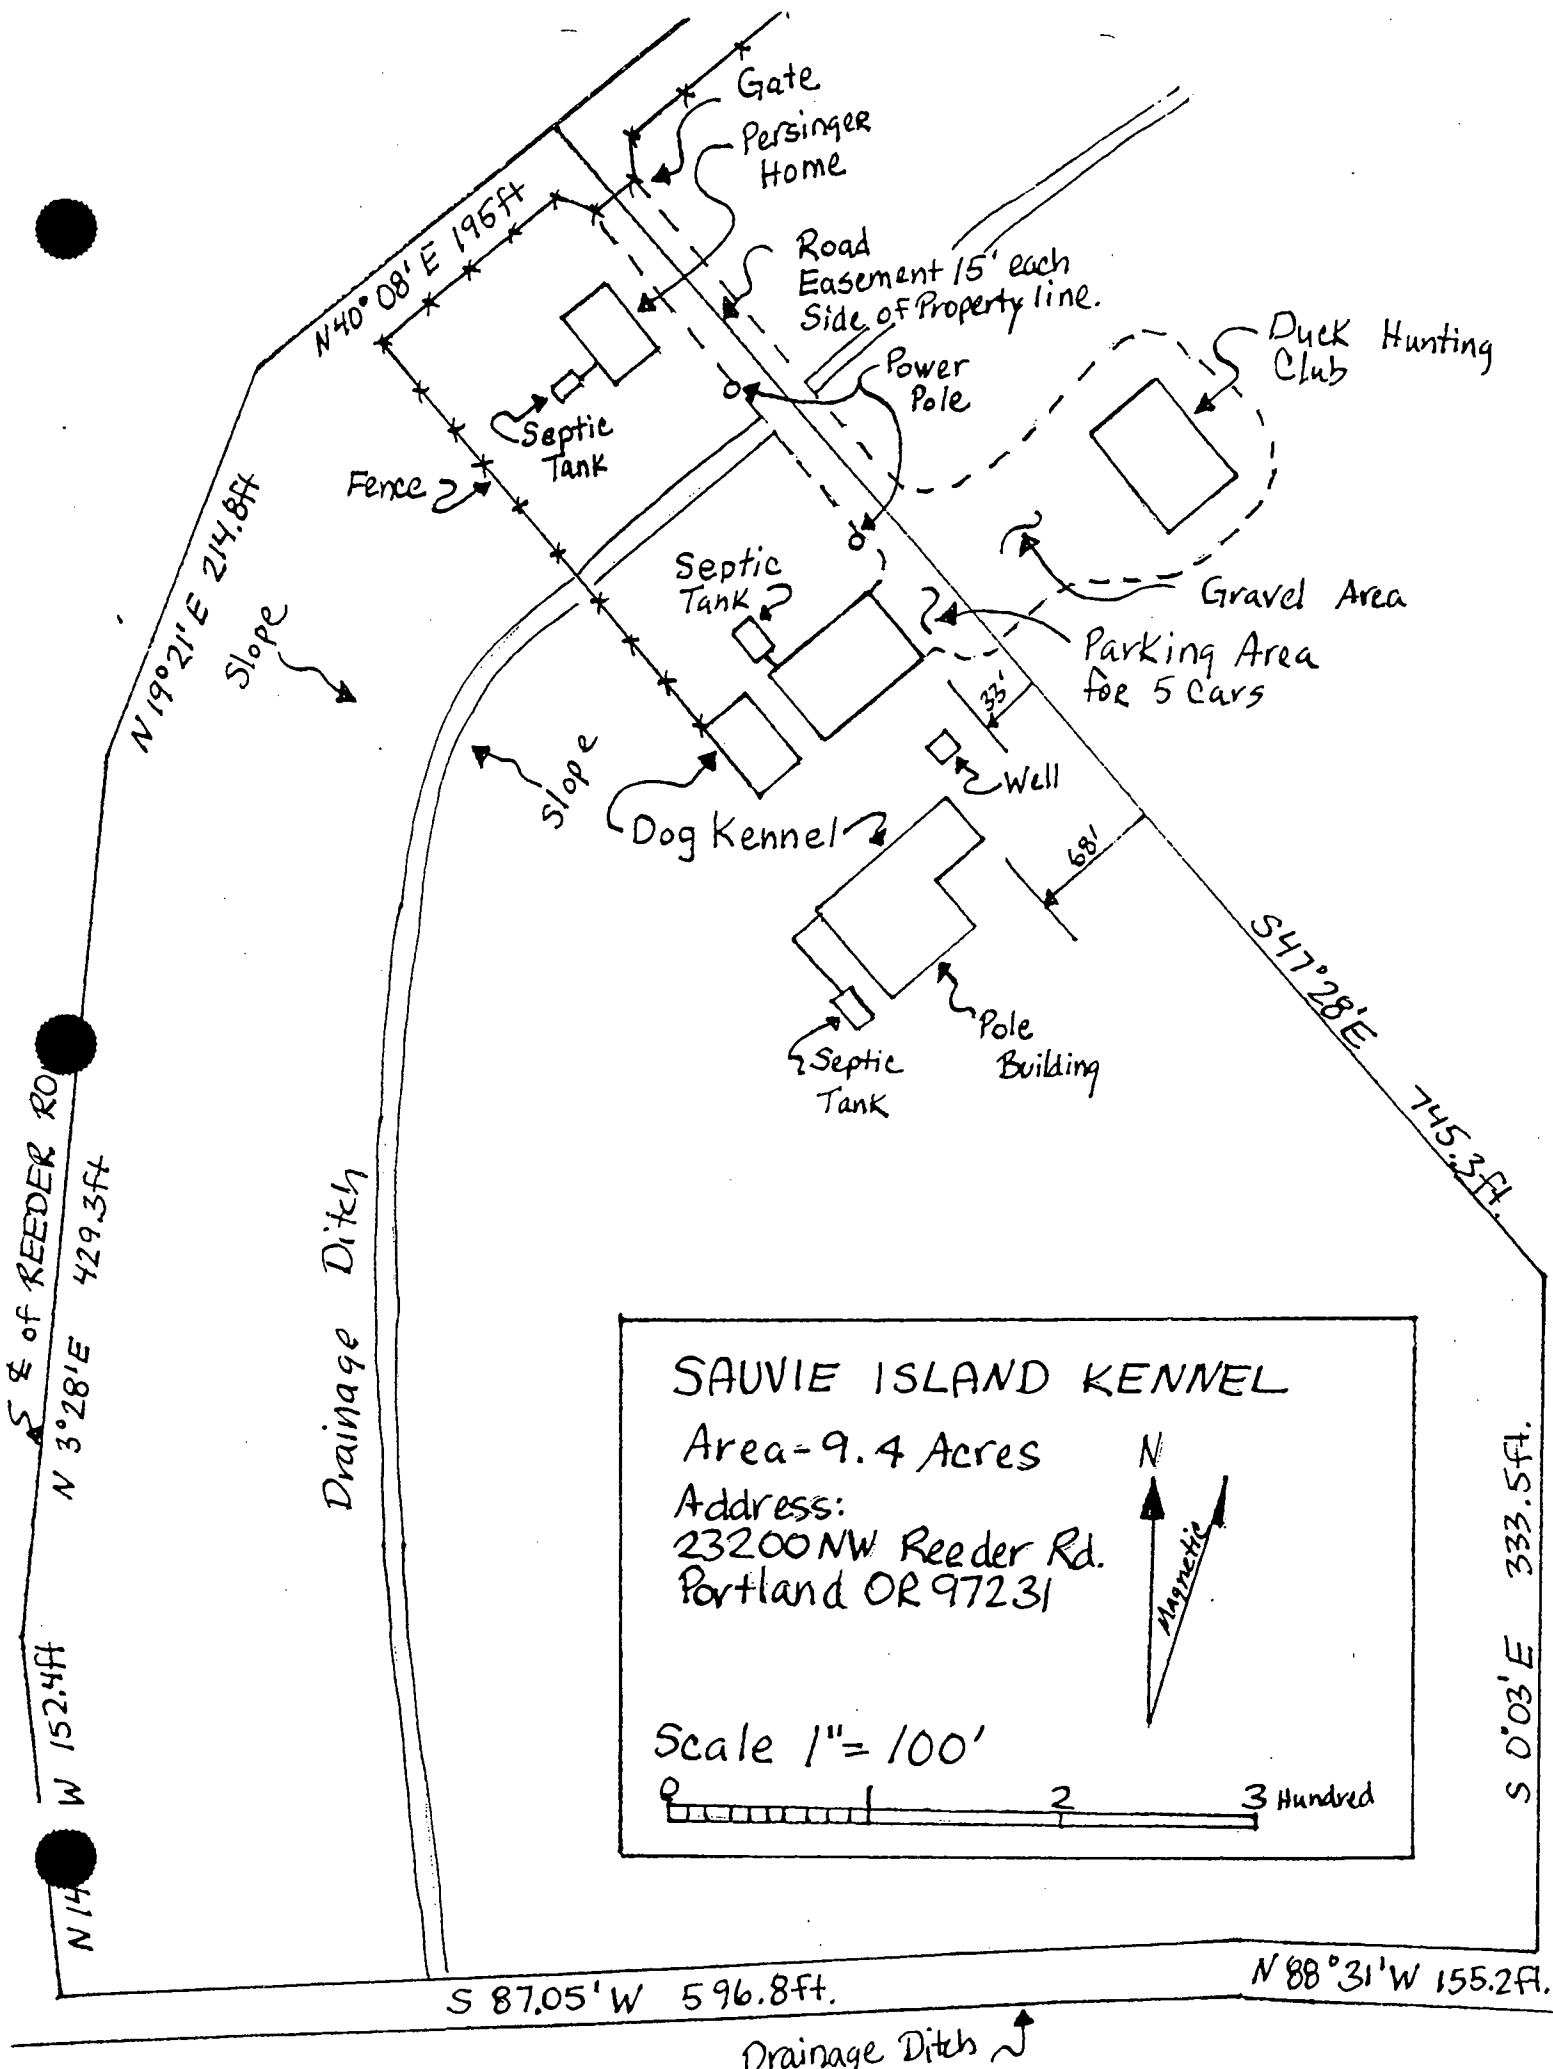 Gate
Persinger
Home
N40° 08' E 195ft
Road
Easement 15' each
Side of Property line.
Duck Hunting
Club
Power
Pole
Septic
Tank
Fence
N 19° 21' E 214.8ft
Slope
Septic
Tank
Gravel Area
Parking Area
for 5 Cars
33'
Slope
Well
Dog Kennel
68'
S47° 28' E
745.3ft.
Pole
Building
Septic
Tank
of REEDER RO
N 3° 28' E 429.3ft
Drainage Ditch
SAUVIE ISLAND KENNEL
Area = 9.4 Acres
Address:
23200 NW Reeder Rd.
Portland OR 97231
N
Magnetic
Scale 1" = 100'
0 1 2 3 Hundred
S 0°03' E 333.5ft.
N 14 W 152.4ft
S 87.05' W 596.8ft.
N 88° 31' W 155.2ft.
Drainage Ditch